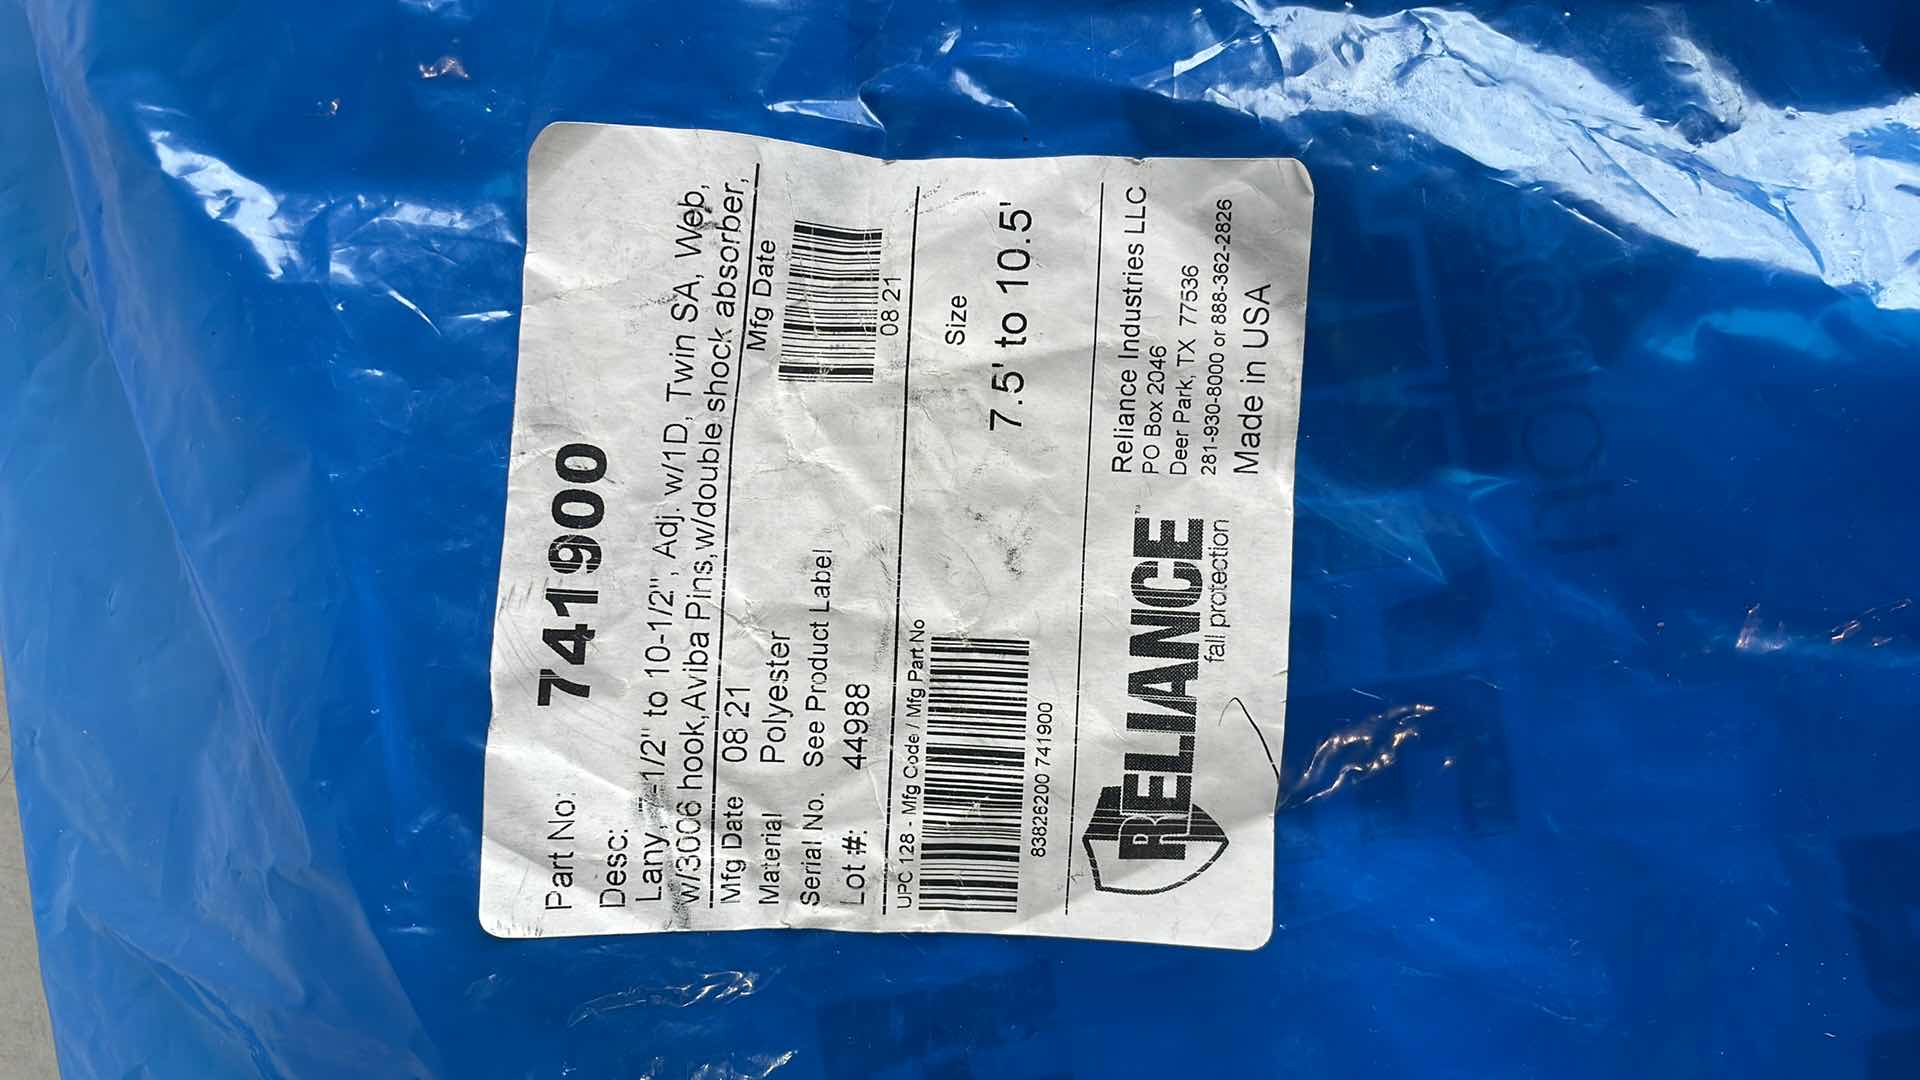 Part No: 741900
Desc:
Lany, 7-1/2" to 10-1/2", Adj. w/1D, Twin SA, Web,
w/3006 hook,Aviba Pins,w/double shock absorber,
Mfg Date 08 21
Material Polyester
Serial No. See Product Label
Lot #: 44988
Mfg Date
08 21
UPC 128 - Mfg Code / Mfg Part No
83826200 741900
Size
7.5' to 10.5'
RELIANCE™
fall protection
Reliance Industries LLC
PO Box 2046
Deer Park, TX 77536
281-930-8000 or 888-362-2826
Made in USA